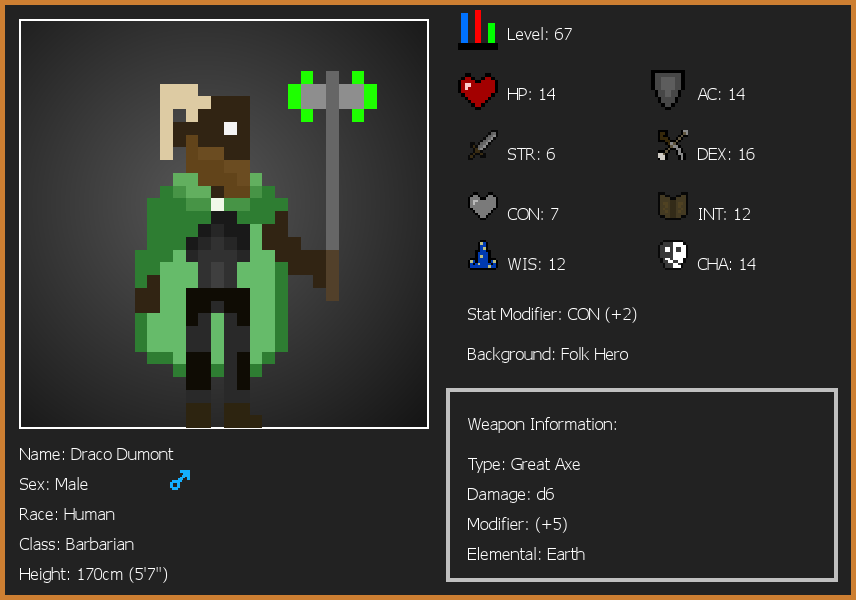 Level: 67
HP: 14
AC: 14
STR: 6
DEX: 16
CON: 7
INT: 12
WIS: 12
CHA: 14
Stat Modifier: CON (+2)
Background: Folk Hero
Weapon Information:
Type: Great Axe
Damage: d6
Modifier: (+5)
Elemental: Earth
Name: Draco Dumont
Sex: Male
Race: Human
Class: Barbarian
Height: 170cm (5'7")